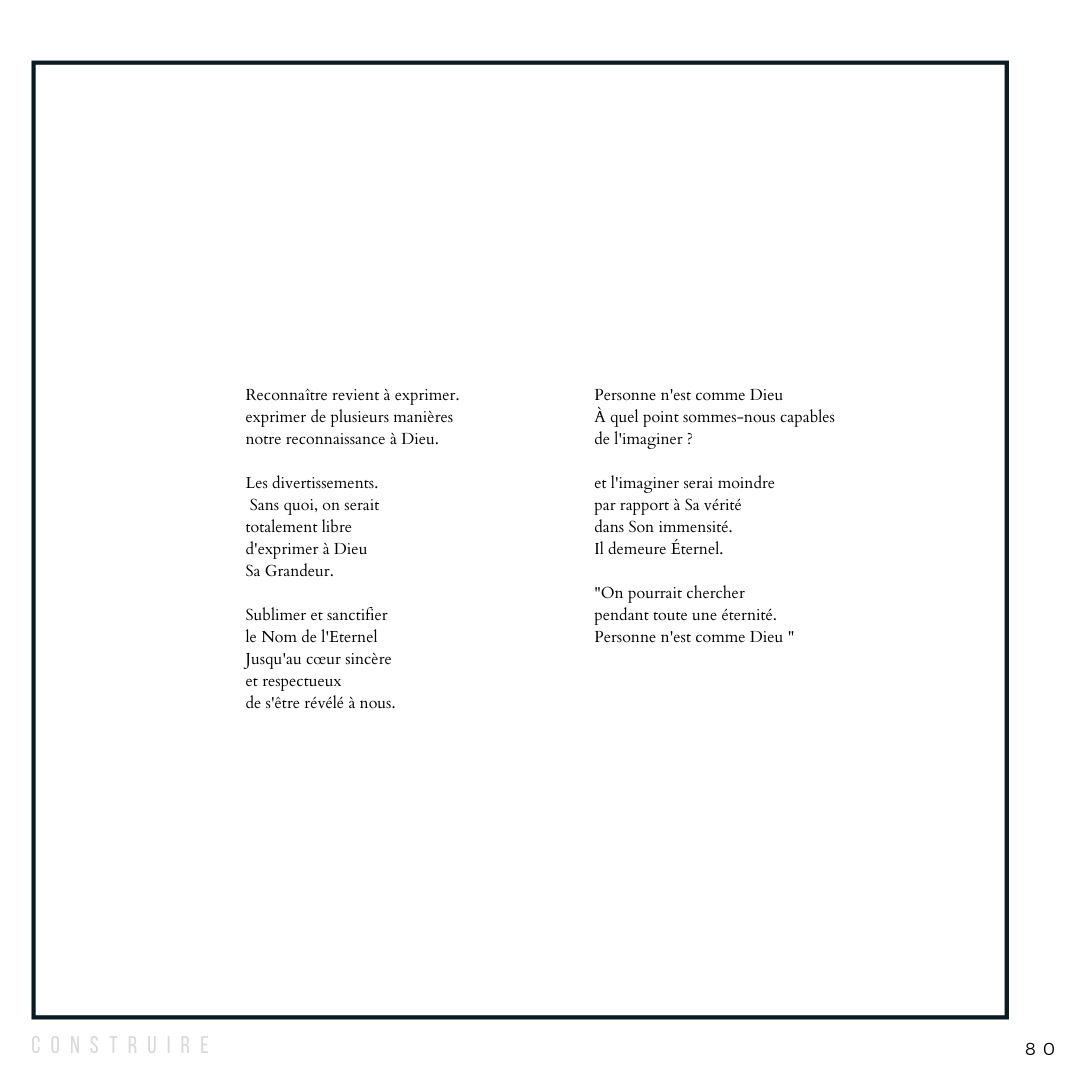 Reconnaître revient à exprimer.
exprimer de plusieurs manières
notre reconnaissance à Dieu.
Les divertissements.
Sans quoi, on serait
totalement libre
d'exprimer à Dieu
Sa Grandeur.
Sublimer et sanctifier
le Nom de l'Eternel
Jusqu'au cœur sincère
et respectueux
de s'être révélé à nous.
Personne n'est comme Dieu
À quel point sommes-nous capables
de l'imaginer ?
et l'imaginer serai moindre
par rapport à Sa vérité
dans Son immensité.
Il demeure Éternel.
"On pourrait chercher
pendant toute une éternité.
Personne n'est comme Dieu "
CONSTRUIRE
80